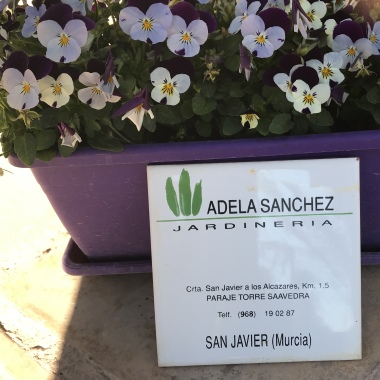 ADELA SANCHEZ
JARDINERIA
Crta. San Javier a los Alcazares, Km. 1,5
PARAJE TORRE SAAVEDRA
Telf. (968) 19 02 87
SAN JAVIER (Murcia)